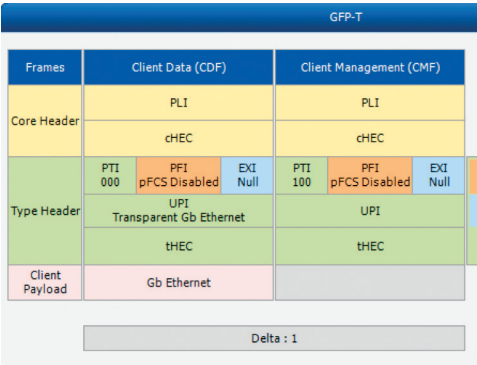 GFP-T
Frames Client Data (CDF) Client Management (CMF)
Core Header
PLI PLI
cHEC cHEC
Type Header
PTI 000 PFI pFCS Disabled EXI Null PTI 100 PFI pFCS Disabled EXI Null
UPI Transparent Gb Ethernet UPI
tHEC tHEC
Client Payload Gb Ethernet
Delta : 1